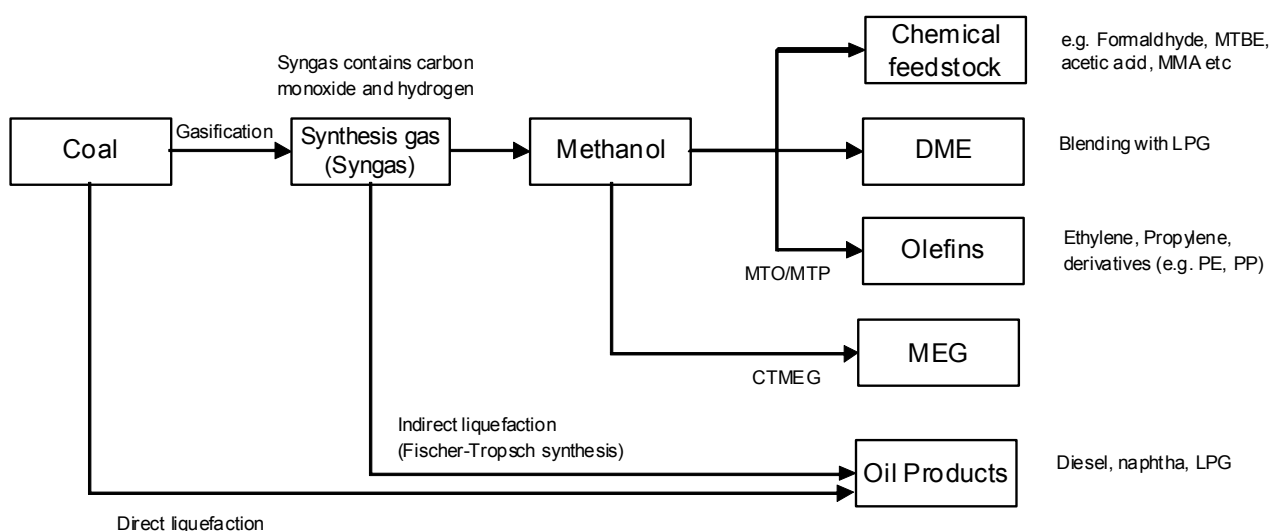 Chemical
feedstock
e.g. Formaldhyde, MTBE,
acetic acid, MMA etc
Syngas contains carbon
monoxide and hydrogen
Coal
Gasification
Synthesis gas
(Syngas)
Methanol
DME
Blending with LPG
MTO/MTP
Olefins
Ethylene, Propylene,
derivatives (e.g. PE, PP)
CTMEG
MEG
Indirect liquefaction
(Fischer-Tropsch synthesis)
Oil Products
Diesel, naphtha, LPG
Direct liquefaction